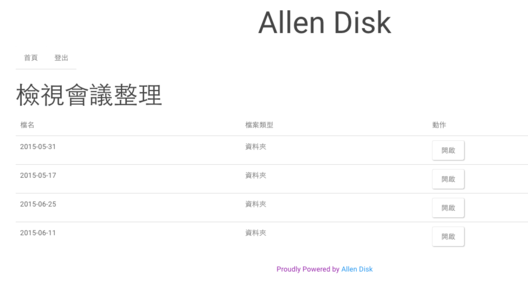 Allen Disk
首頁 登出
檢視會議整理
檔名 檔案類型 動作
2015-05-31 資料夾 開啟
2015-05-17 資料夾 開啟
2015-06-25 資料夾 開啟
2015-06-11 資料夾 開啟
Proudly Powered by Allen Disk